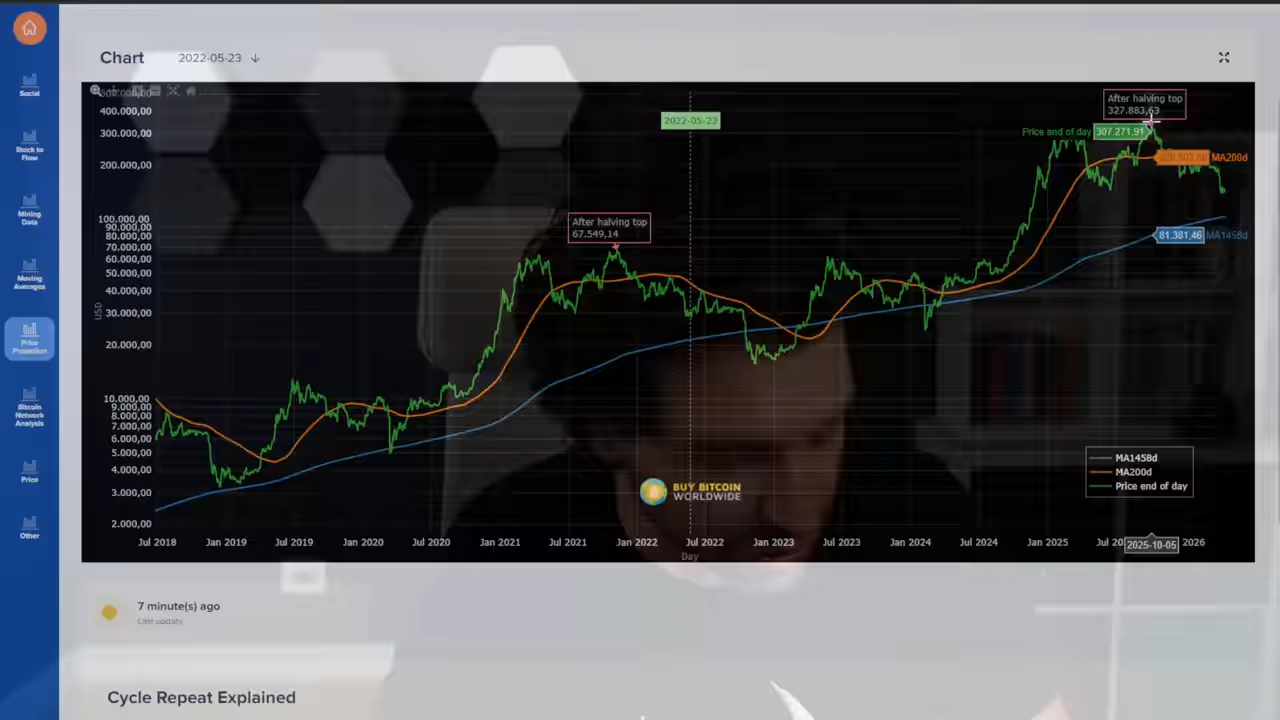 Chart
2022-05-23
Social
Stock to
Flow
Mining
Data
Moving
Averages
Price
Bitcoin
Network
Analysis
Price
Other
500.000,00
400.000,00
300.000,00
200.000,00
100.000,00
90.000,00
80.000,00
70.000,00
60.000,00
50.000,00
40.000,00
30.000,00
20.000,00
10.000,00
9.000,00
8.000,00
7.000,00
6.000,00
5.000,00
4.000,00
3.000,00
2.000,00
USD
2022-05-23
After halving top
67.549,14
After halving top
327.883,63
Price end of day 307.271,91
MA200d
81.381,46 MA1458d
MA1458d
MA200d
Price end of day
BUY BITCOIN
WORLDWIDE
Jul 2018 Jan 2019 Jul 2019 Jan 2020 Jul 2020 Jan 2021 Jul 2021 Jan 2022 Jul 2022 Jan 2023 Jul 2023 Jan 2024 Jul 2024 Jan 2025 Jul 2025-10-05 2026
Day
7 minute(s) ago
Last update
Cycle Repeat Explained